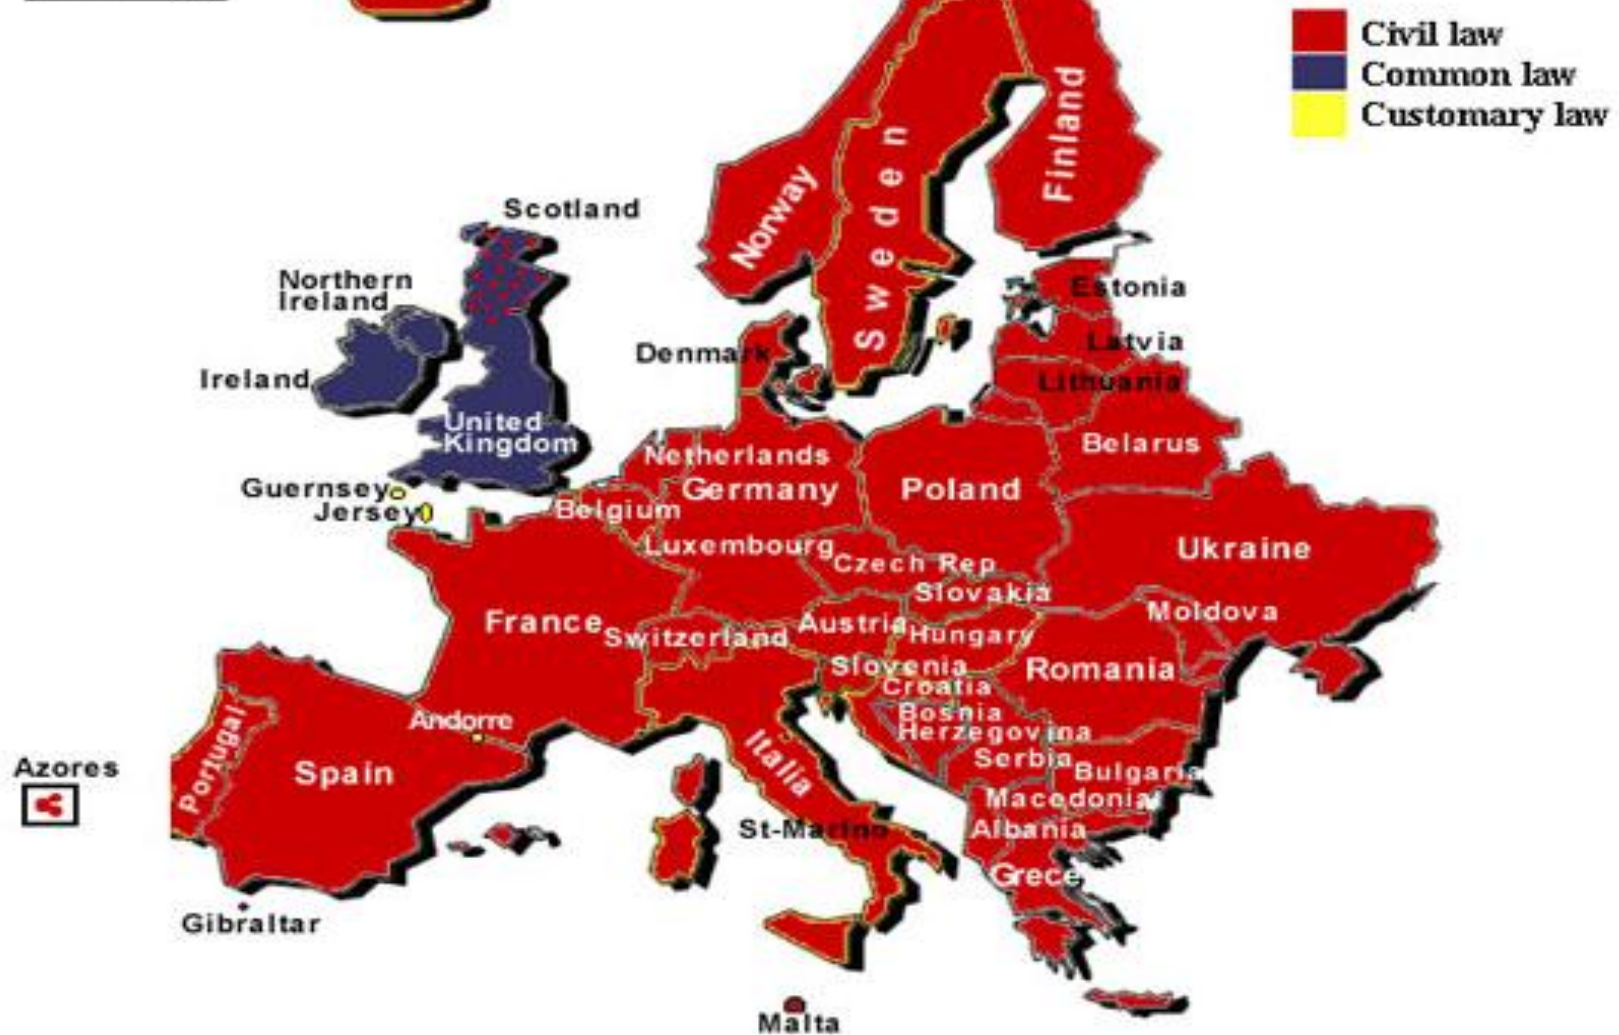 Civil law
Common law
Customary law
Scotland
Norway
Sweden
Finland
Northern
Ireland
Ireland
Denmark
Estonia
Latvia
Lithuania
United
Kingdom
Netherlands
Belarus
Guernsey
Jersey
Belgium
Germany
Poland
Luxembourg
Czech Rep
Ukraine
Slovakia
Moldova
France
Switzerland
Austria
Hungary
Slovenia
Romania
Croatia
Andorre
Bosnia
Herzegovina
Portugal
Spain
Italia
Serbia
Bulgaria
Azores
Macedonia
St-Marino
Albania
Grece
Gibraltar
Malta